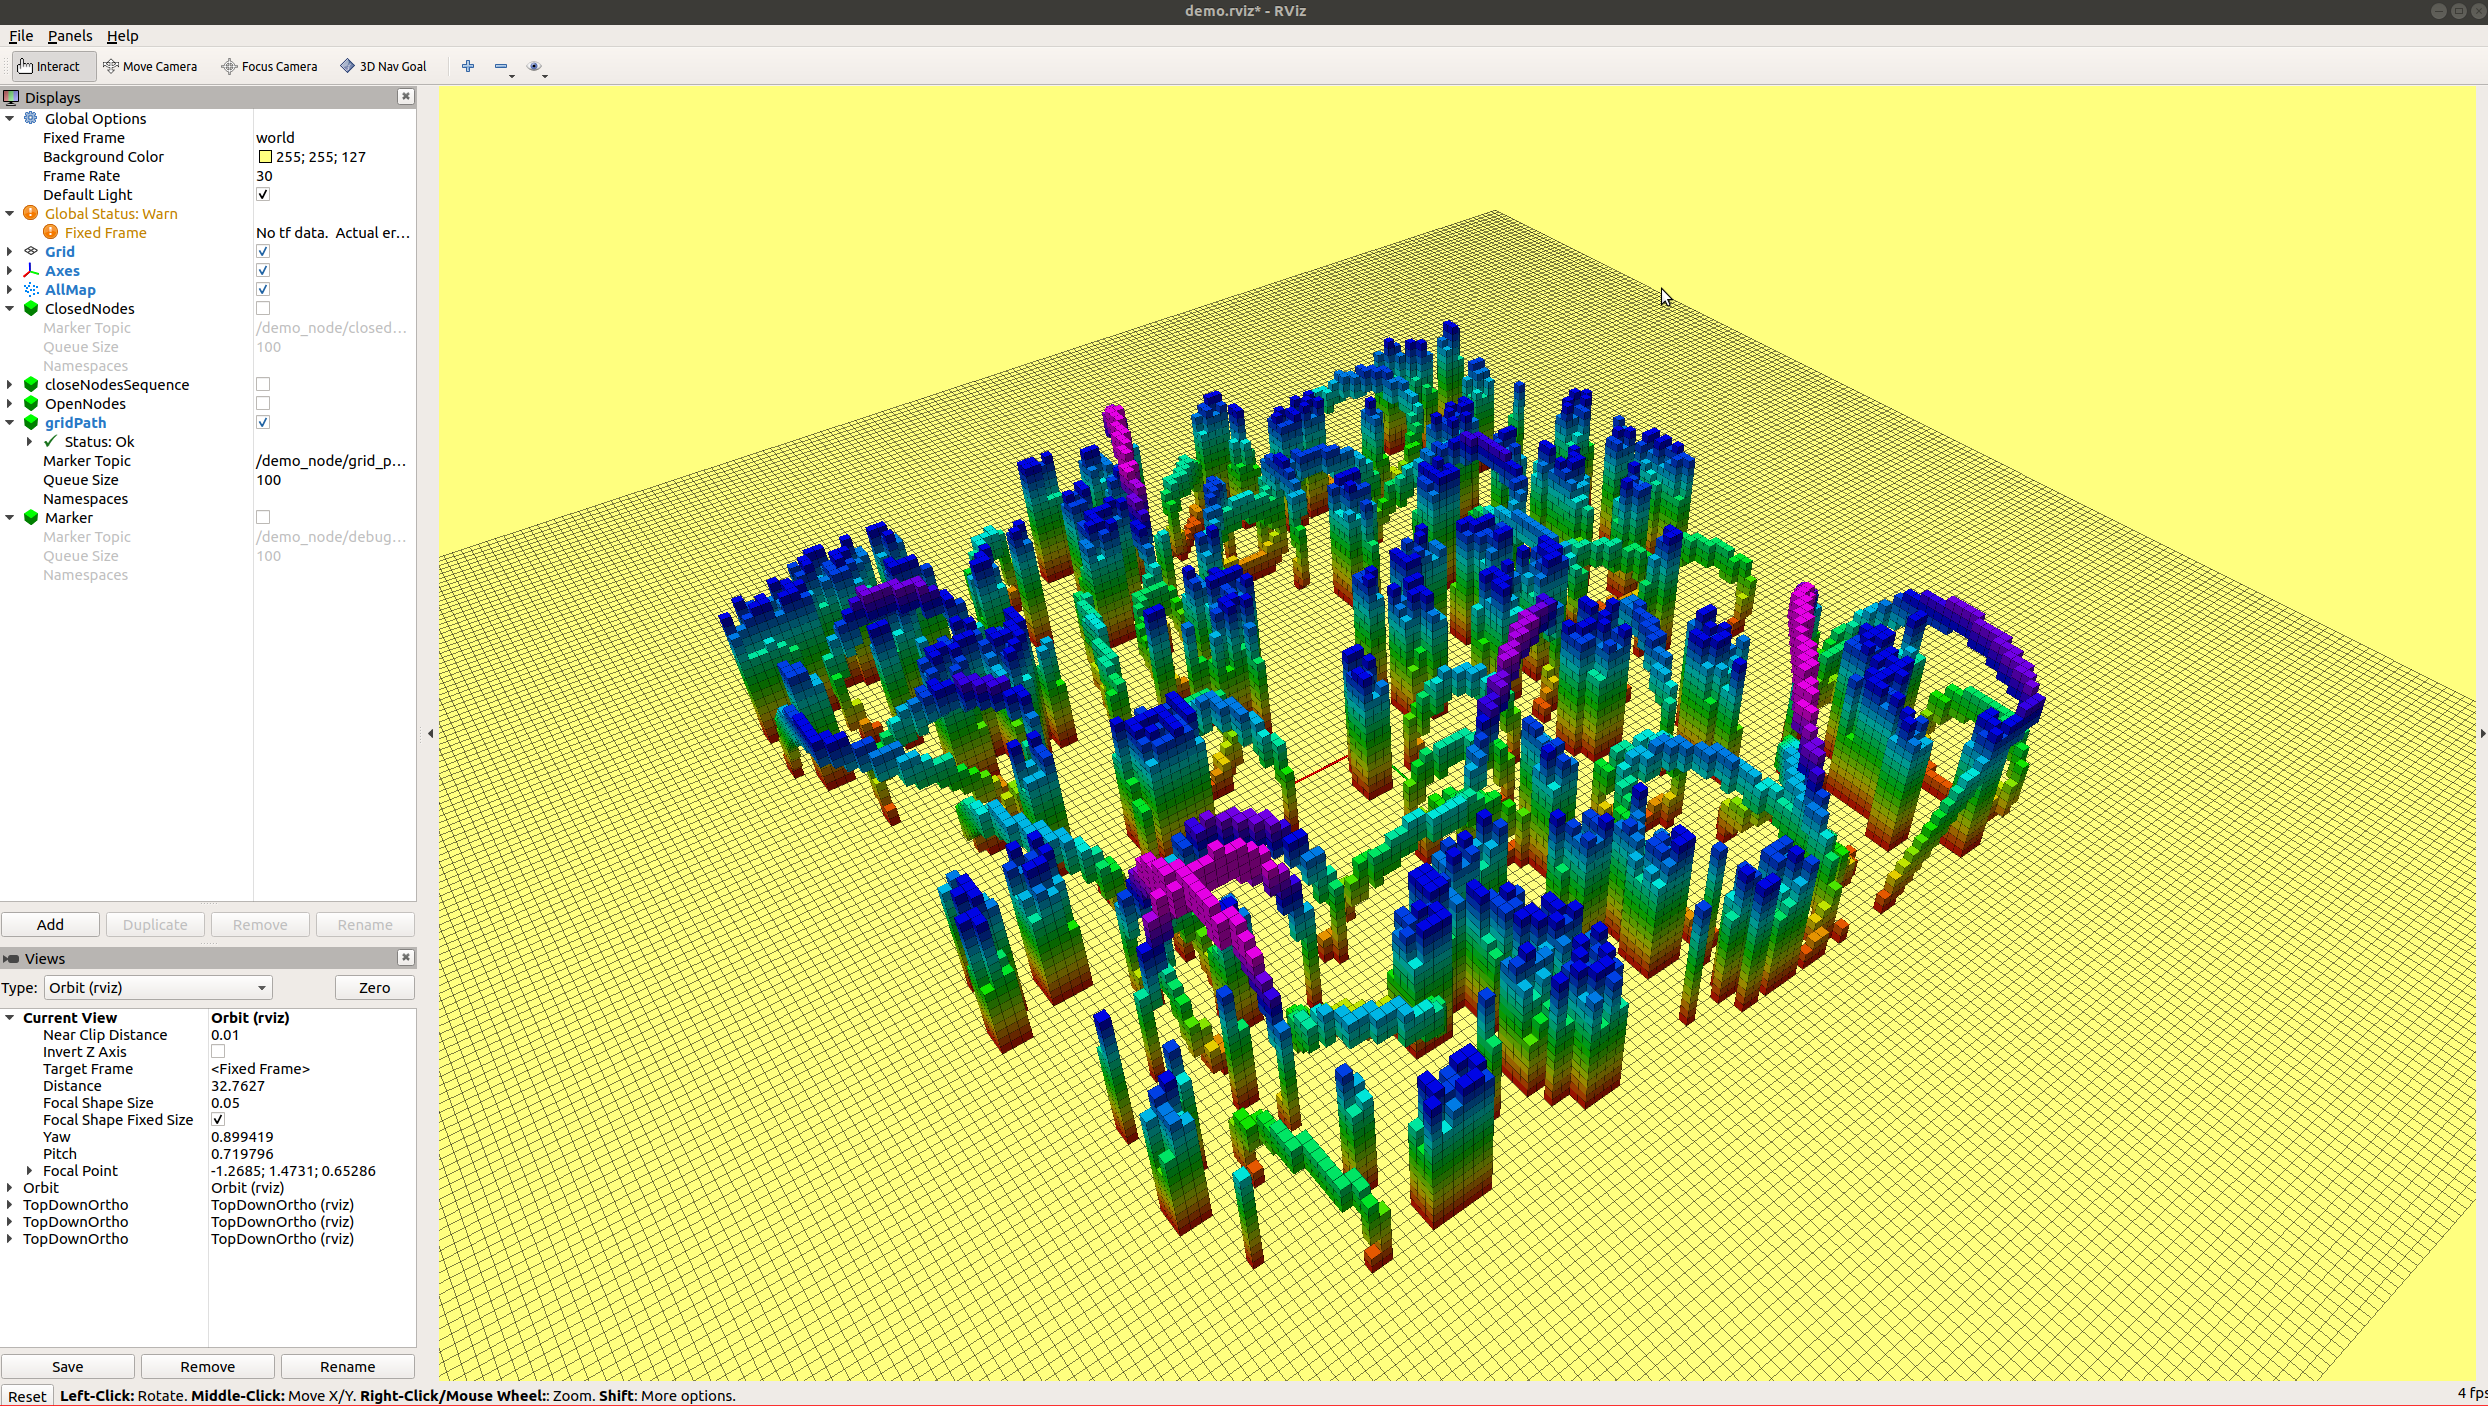 demo.rviz* - RViz
File Panels Help
Interact Move Camera Focus Camera 3D Nav Goal
Displays
Global Options
Fixed Frame world
Background Color 255; 255; 127
Frame Rate 30
Default Light
Global Status: Warn
Fixed Frame No tf data. Actual er...
Grid
Axes
AllMap
ClosedNodes
Marker Topic /demo_node/closed...
Queue Size 100
Namespaces
closeNodesSequence
OpenNodes
gridPath
Status: Ok
Marker Topic /demo_node/grid_p...
Queue Size 100
Namespaces
Marker
Marker Topic /demo_node/debug...
Queue Size 100
Namespaces
Add Duplicate Remove Rename
Views
Type: Orbit (rviz) Zero
Current View Orbit (rviz)
Near Clip Distance 0.01
Invert Z Axis
Target Frame <Fixed Frame>
Distance 32.7627
Focal Shape Size 0.05
Focal Shape Fixed Size
Yaw 0.899419
Pitch 0.719796
Focal Point -1.2685; 1.4731; 0.65286
Orbit Orbit (rviz)
TopDownOrtho TopDownOrtho (rviz)
TopDownOrtho TopDownOrtho (rviz)
TopDownOrtho TopDownOrtho (rviz)
Save Remove Rename
Reset Left-Click: Rotate. Middle-Click: Move X/Y. Right-Click/Mouse Wheel:: Zoom. Shift: More options. 4 fps